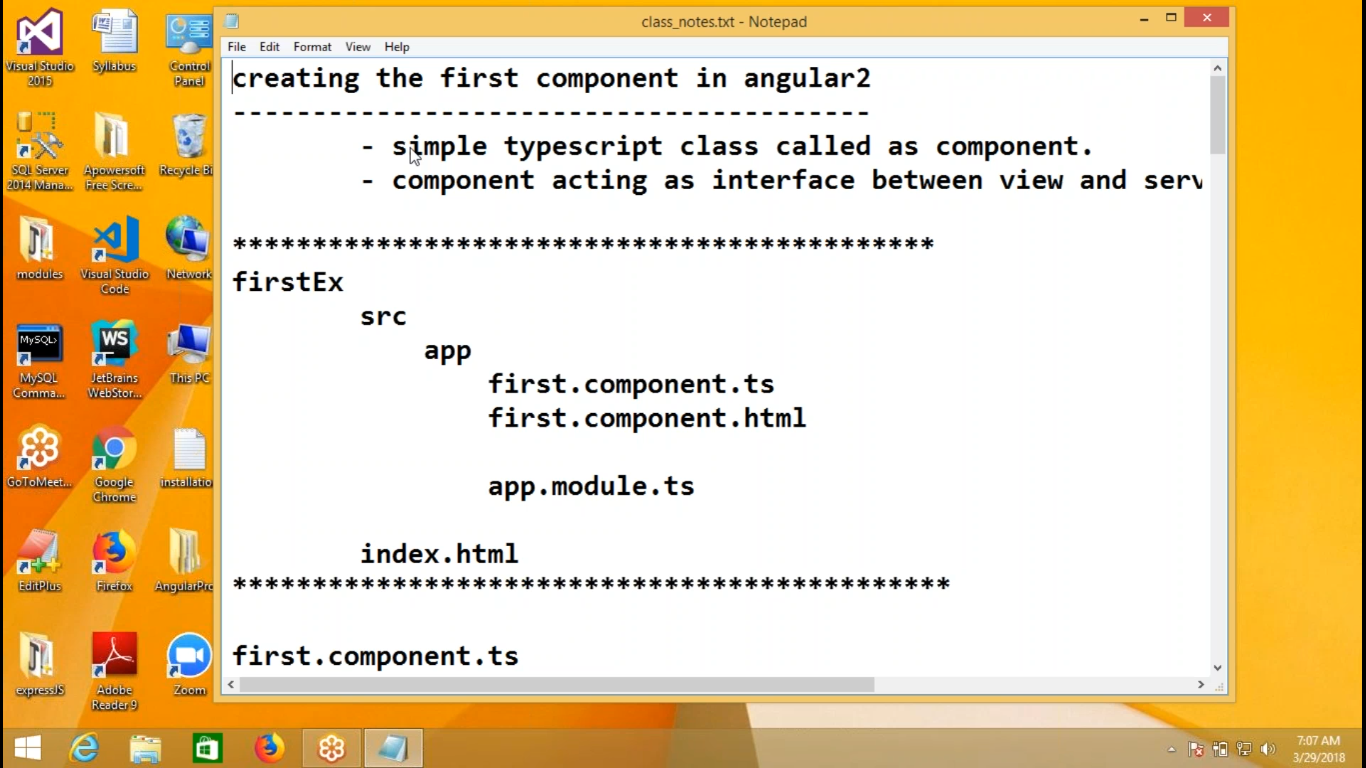 class_notes.txt - Notepad
File Edit Format View Help
creating the first component in angular2
----------------------------------------
- simple typescript class called as component.
- component acting as interface between view and serv
********************************************
firstEx
src
app
first.component.ts
first.component.html
app.module.ts
index.html
*********************************************
first.component.ts
Visual Studio 2015
Syllabus
Control Panel
SQL Server 2014 Mana...
Apowersoft Free Scre...
Recycle Bi
modules
Visual Studio Code
Network
MySQL>
MySQL Comma...
WS
JetBrains WebStor...
This PC
GoToMeet...
Google Chrome
installatio
EditPlus
Firefox
AngularPro
expressJS
Adobe Reader 9
Zoom
7:07 AM
3/29/2018